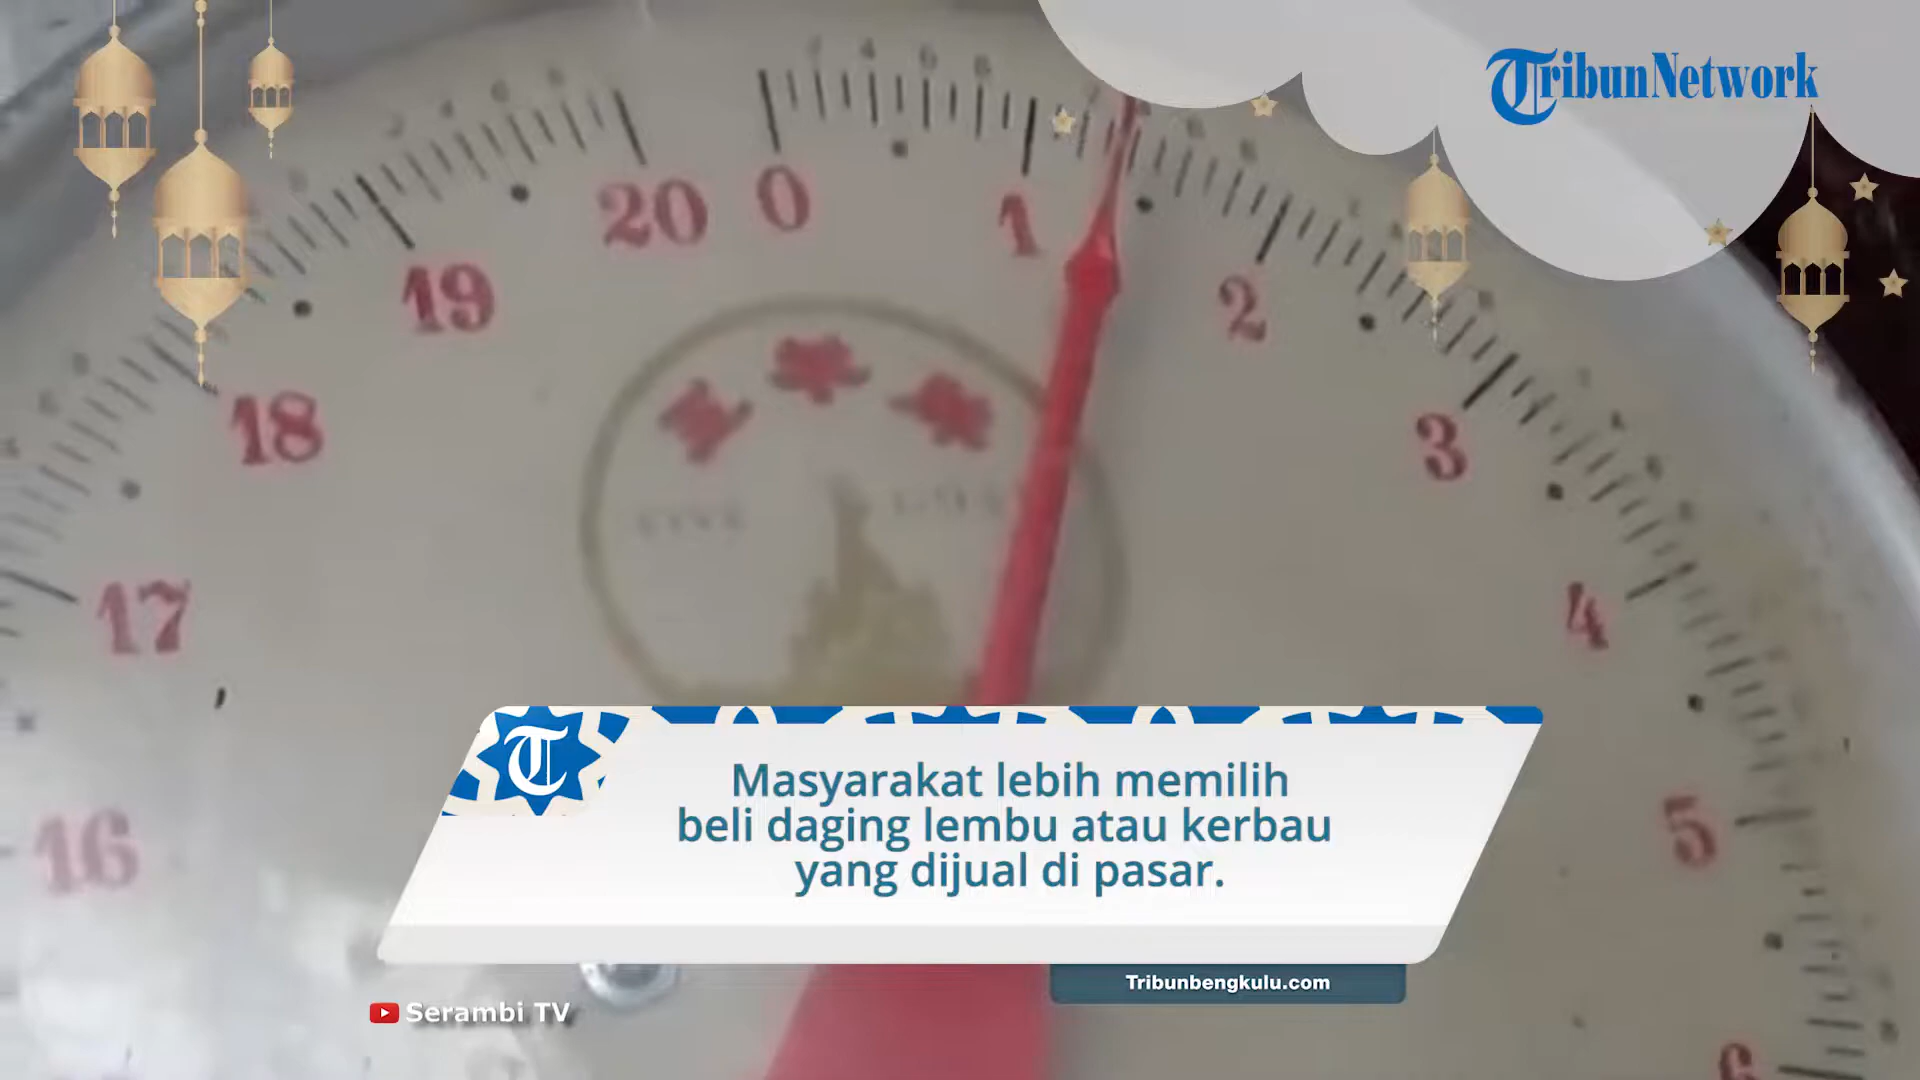 TribunNetwork
20
0
1
2
3
4
5
6
19
18
17
16
Masyarakat lebih memilih
beli daging lembu atau kerbau
yang dijual di pasar.
Tribunbengkulu.com
Serambi TV